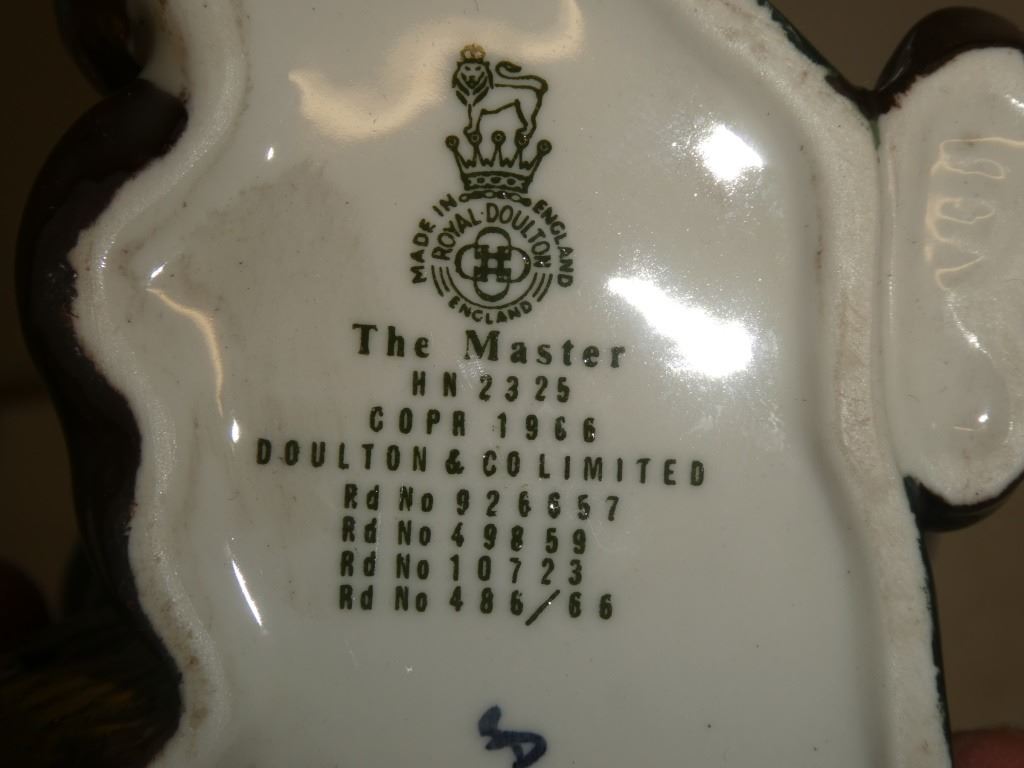 MADE IN ENGLAND
ROYAL·DOULTON
ENGLAND
The Master
HN 2325
COPR 1966
DOULTON & CO LIMITED
Rd No 926657
Rd No 49859
Rd No 10723
Rd No 486/66